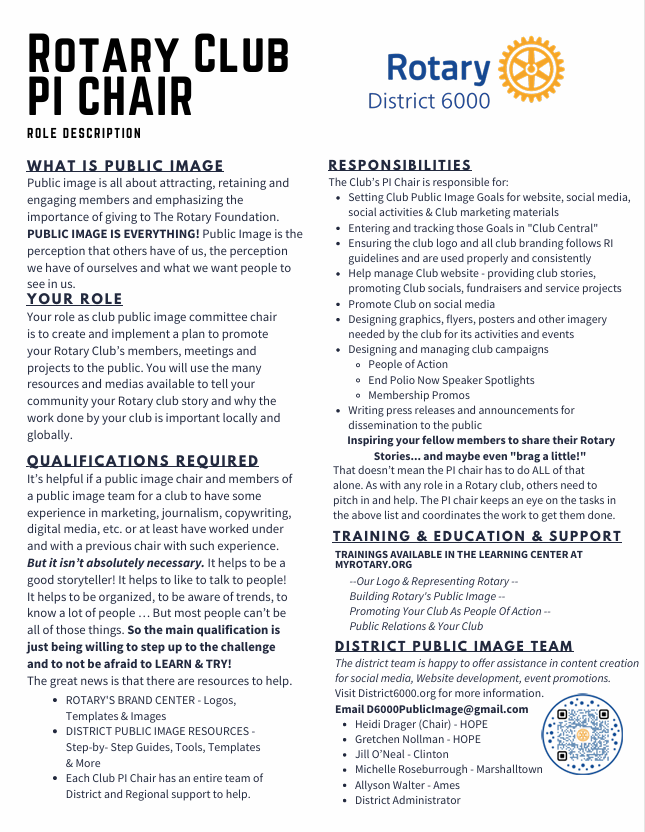 ROTARY CLUB
PI CHAIR
ROLE DESCRIPTION
Rotary
District 6000
WHAT IS PUBLIC IMAGE
Public image is all about attracting, retaining and
engaging members and emphasizing the
importance of giving to The Rotary Foundation.
PUBLIC IMAGE IS EVERYTHING! Public Image is the
perception that others have of us, the perception
we have of ourselves and what we want people to
see in us.
YOUR ROLE
Your role as club public image committee chair
is to create and implement a plan to promote
your Rotary Club's members, meetings and
projects to the public. You will use the many
resources and medias available to tell your
community your Rotary club story and why the
work done by your club is important locally and
globally.
QUALIFICATIONS REQUIRED
It's helpful if a public image chair and members of
a public image team for a club to have some
experience in marketing, journalism, copywriting,
digital media, etc. or at least have worked under
and with a previous chair with such experience.
But it isn't absolutely necessary. It helps to be a
good storyteller! It helps to like to talk to people!
It helps to be organized, to be aware of trends, to
know a lot of people … But most people can't be
all of those things. So the main qualification is
just being willing to step up to the challenge
and to not be afraid to LEARN & TRY!
The great news is that there are resources to help.
• ROTARY'S BRAND CENTER - Logos,
Templates & Images
• DISTRICT PUBLIC IMAGE RESOURCES -
Step-by- Step Guides, Tools, Templates
& More
• Each Club PI Chair has an entire team of
District and Regional support to help.
RESPONSIBILITIES
The Club's PI Chair is responsible for:
• Setting Club Public Image Goals for website, social media,
social activities & Club marketing materials
• Entering and tracking those Goals in "Club Central"
• Ensuring the club logo and all club branding follows RI
guidelines and are used properly and consistently
• Help manage Club website - providing club stories,
promoting Club socials, fundraisers and service projects
• Promote Club on social media
• Designing graphics, flyers, posters and other imagery
needed by the club for its activities and events
• Designing and managing club campaigns
◦ People of Action
◦ End Polio Now Speaker Spotlights
◦ Membership Promos
• Writing press releases and announcements for
dissemination to the public
Inspiring your fellow members to share their Rotary
Stories... and maybe even "brag a little!"
That doesn't mean the PI chair has to do ALL of that
alone. As with any role in a Rotary club, others need to
pitch in and help. The PI chair keeps an eye on the tasks in
the above list and coordinates the work to get them done.
TRAINING & EDUCATION & SUPPORT
TRAININGS AVAILABLE IN THE LEARNING CENTER AT
MYROTARY.ORG
--Our Logo & Representing Rotary --
Building Rotary's Public Image --
Promoting Your Club As People Of Action --
Public Relations & Your Club
DISTRICT PUBLIC IMAGE TEAM
The district team is happy to offer assistance in content creation
for social media, Website development, event promotions.
Visit District6000.org for more information.
Email D6000PublicImage@gmail.com
• Heidi Drager (Chair) - HOPE
• Gretchen Nollman - HOPE
• Jill O'Neal - Clinton
• Michelle Roseburrough - Marshalltown
• Allyson Walter - Ames
• District Administrator